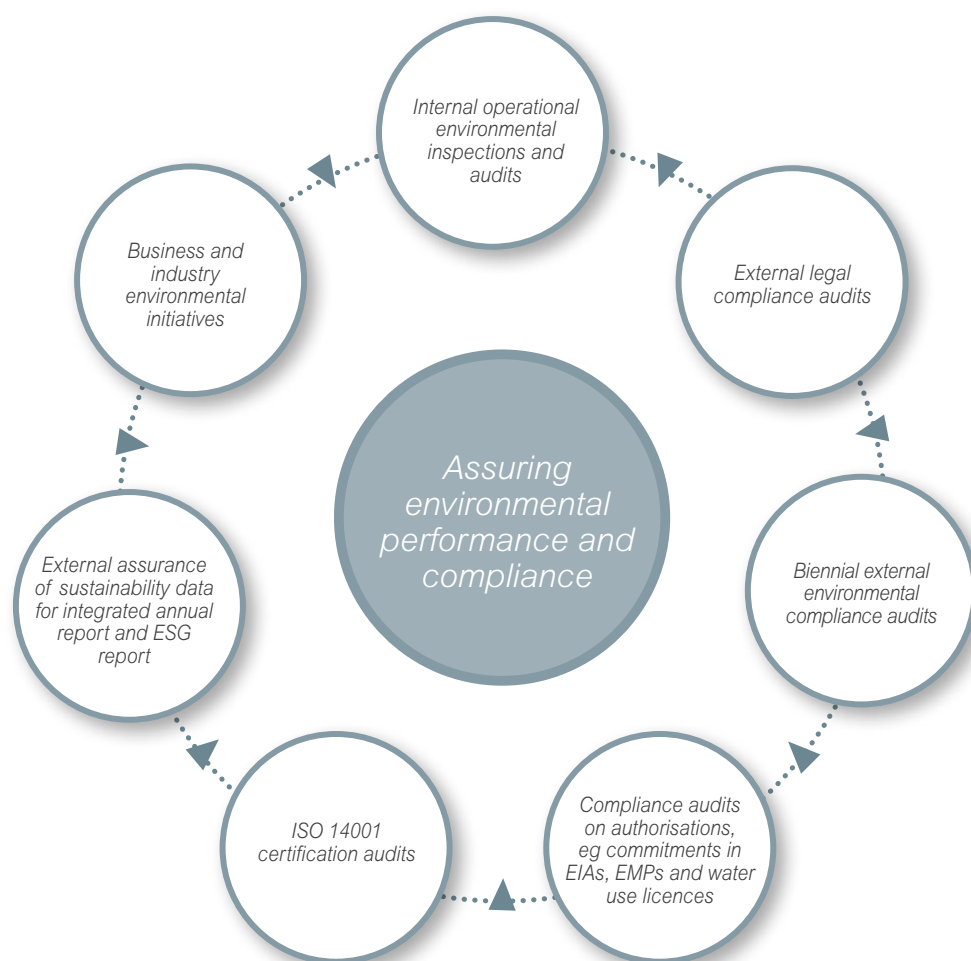 Internal operational
environmental
inspections and
audits
External legal
compliance audits
Biennial external
environmental
compliance audits
Compliance audits
on authorisations,
eg commitments in
EIAs, EMPs and water
use licences
ISO 14001
certification audits
External assurance
of sustainability data
for integrated annual
report and ESG
report
Business and
industry
environmental
initiatives
Assuring
environmental
performance and
compliance